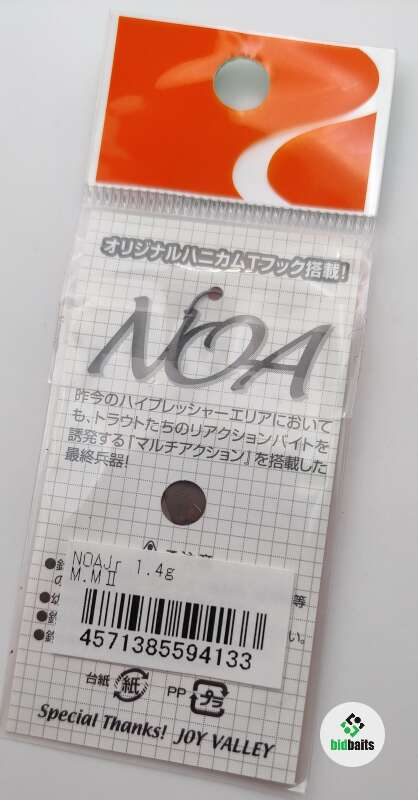 オリジナルハニカムTフック搭載!
NOA
昨今のハイプレッシャーエリアにおいて
も、トラウトたちのリアクションバイトを
誘発する『マルチアクション』を搭載した
最終兵器!
NOAJr 1.4g
M.MⅡ
等
い。
4571385594133
台紙 紙 PP プラ
Special Thanks! JOY VALLEY
bidbaits